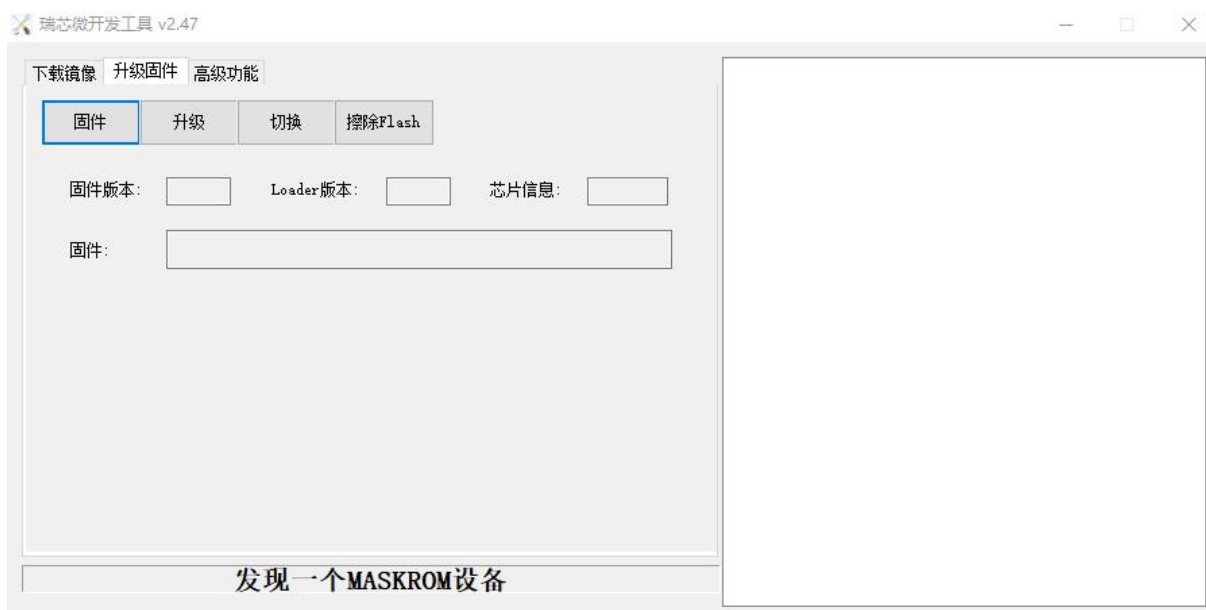 瑞芯微开发工具 v2.47
下载镜像 升级固件 高级功能
固件 升级 切换 擦除Flash
固件版本: Loader版本: 芯片信息:
固件:
发现一个MASKROM设备